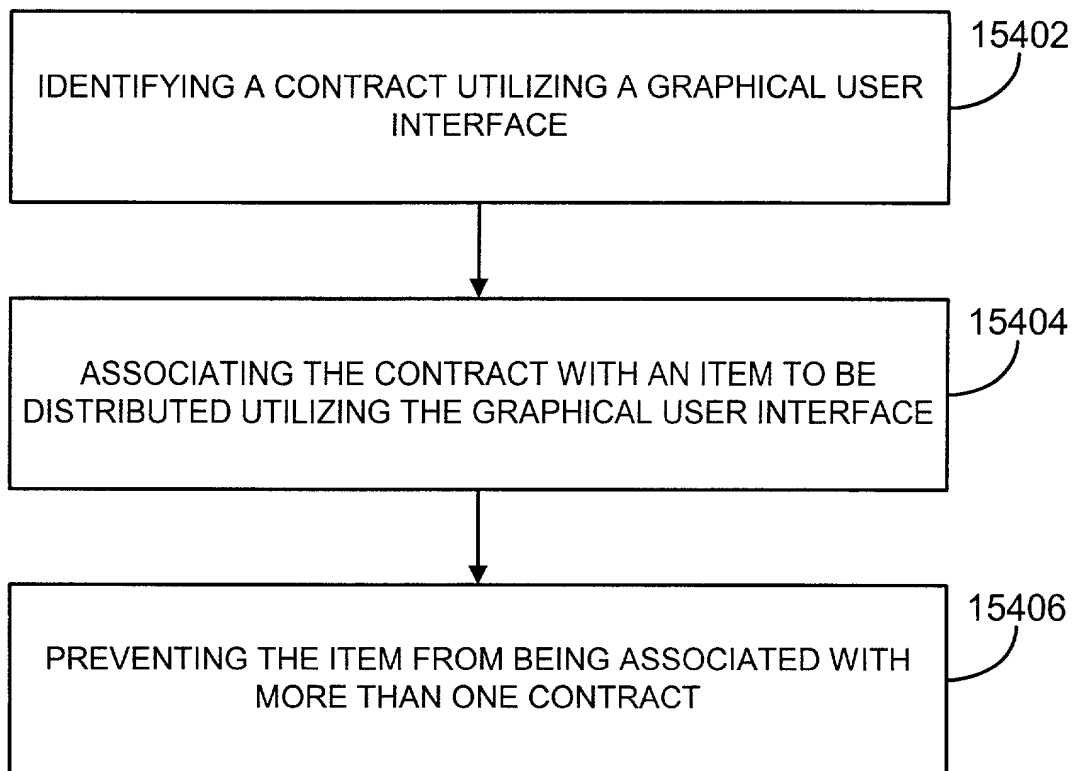 15402
IDENTIFYING A CONTRACT UTILIZING A GRAPHICAL USER
INTERFACE
15404
ASSOCIATING THE CONTRACT WITH AN ITEM TO BE
DISTRIBUTED UTILIZING THE GRAPHICAL USER INTERFACE
15406
PREVENTING THE ITEM FROM BEING ASSOCIATED WITH
MORE THAN ONE CONTRACT